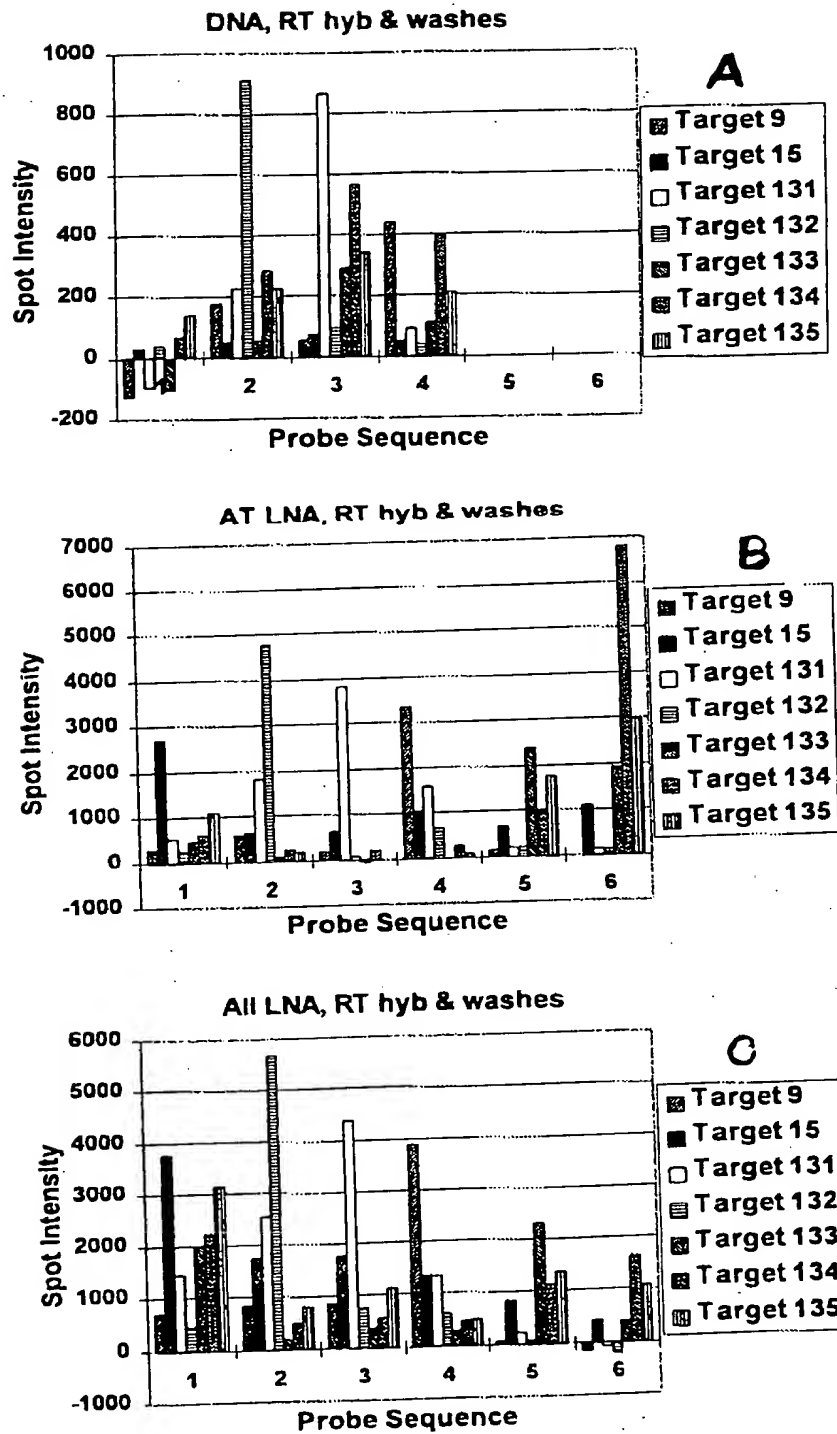 DNA, RT hyb & washes
A
1000
800
600
400
200
0
-200
Spot Intensity
2
3
4
5
6
Probe Sequence
Target 9
Target 15
Target 131
Target 132
Target 133
Target 134
Target 135
AT LNA, RT hyb & washes
B
7000
6000
5000
4000
3000
2000
1000
0
-1000
Spot Intensity
1
2
3
4
5
6
Probe Sequence
Target 9
Target 15
Target 131
Target 132
Target 133
Target 134
Target 135
All LNA, RT hyb & washes
C
6000
5000
4000
3000
2000
1000
0
-1000
Spot Intensity
1
2
3
4
5
6
Probe Sequence
Target 9
Target 15
Target 131
Target 132
Target 133
Target 134
Target 135